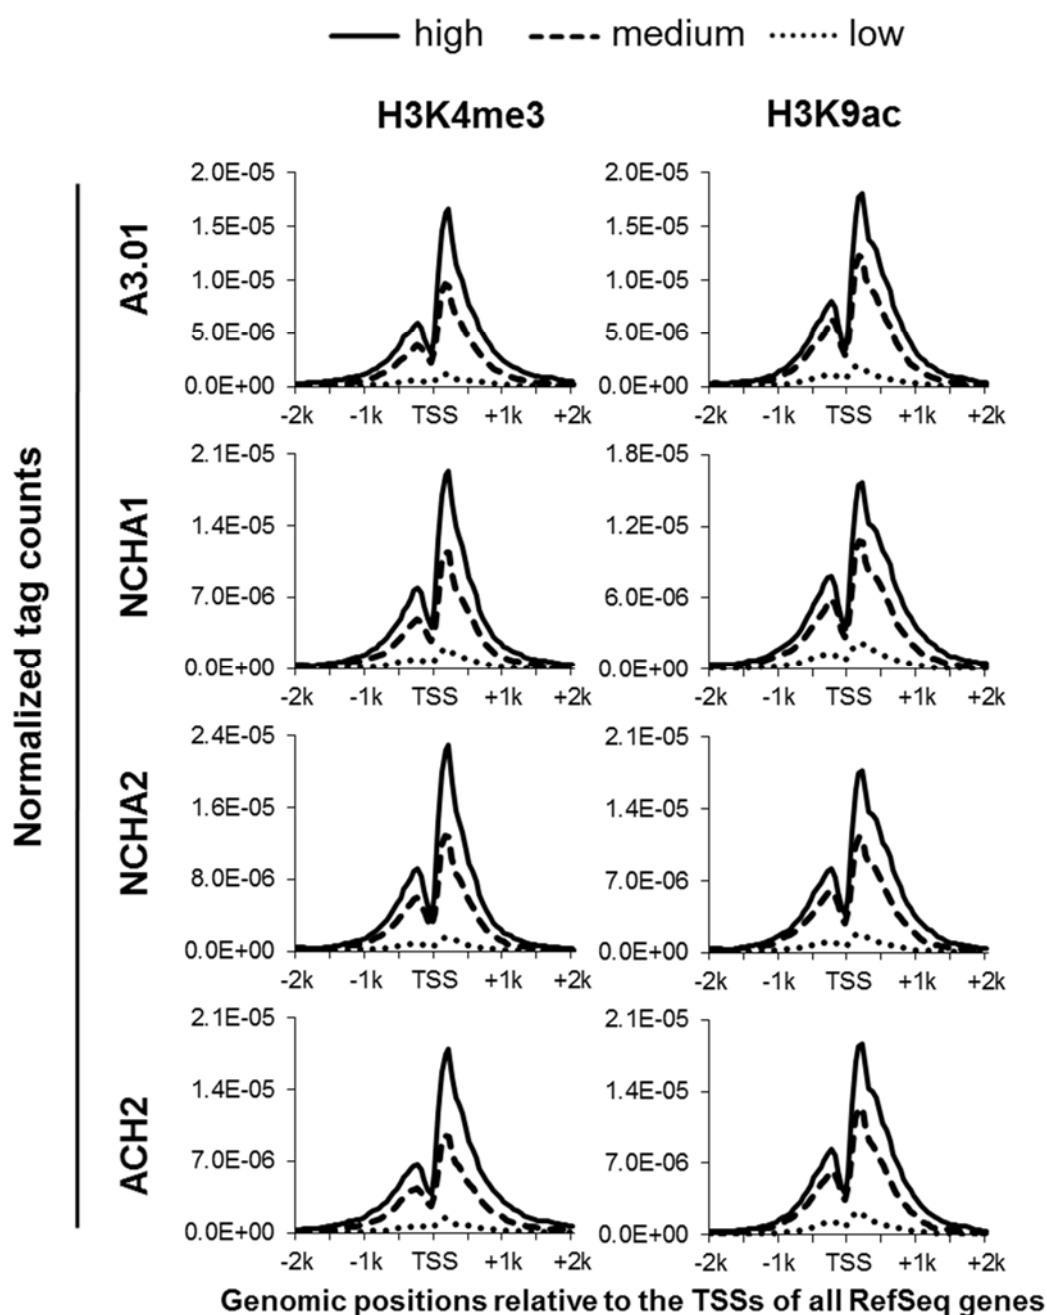 high medium low
H3K4me3 H3K9ac
Normalized tag counts
A3.01
2.0E-05 2.0E-05
1.5E-05 1.5E-05
1.0E-05 1.0E-05
5.0E-06 5.0E-06
0.0E+00 0.0E+00
-2k -1k TSS +1k +2k -2k -1k TSS +1k +2k
NCHA1
2.1E-05 1.8E-05
1.4E-05 1.2E-05
7.0E-06 6.0E-06
0.0E+00 0.0E+00
-2k -1k TSS +1k +2k -2k -1k TSS +1k +2k
NCHA2
2.4E-05 2.1E-05
1.6E-05 1.4E-05
8.0E-06 7.0E-06
0.0E+00 0.0E+00
-2k -1k TSS +1k +2k -2k -1k TSS +1k +2k
ACH2
2.1E-05 2.1E-05
1.4E-05 1.4E-05
7.0E-06 7.0E-06
0.0E+00 0.0E+00
-2k -1k TSS +1k +2k -2k -1k TSS +1k +2k
Genomic positions relative to the TSSs of all RefSeq genes